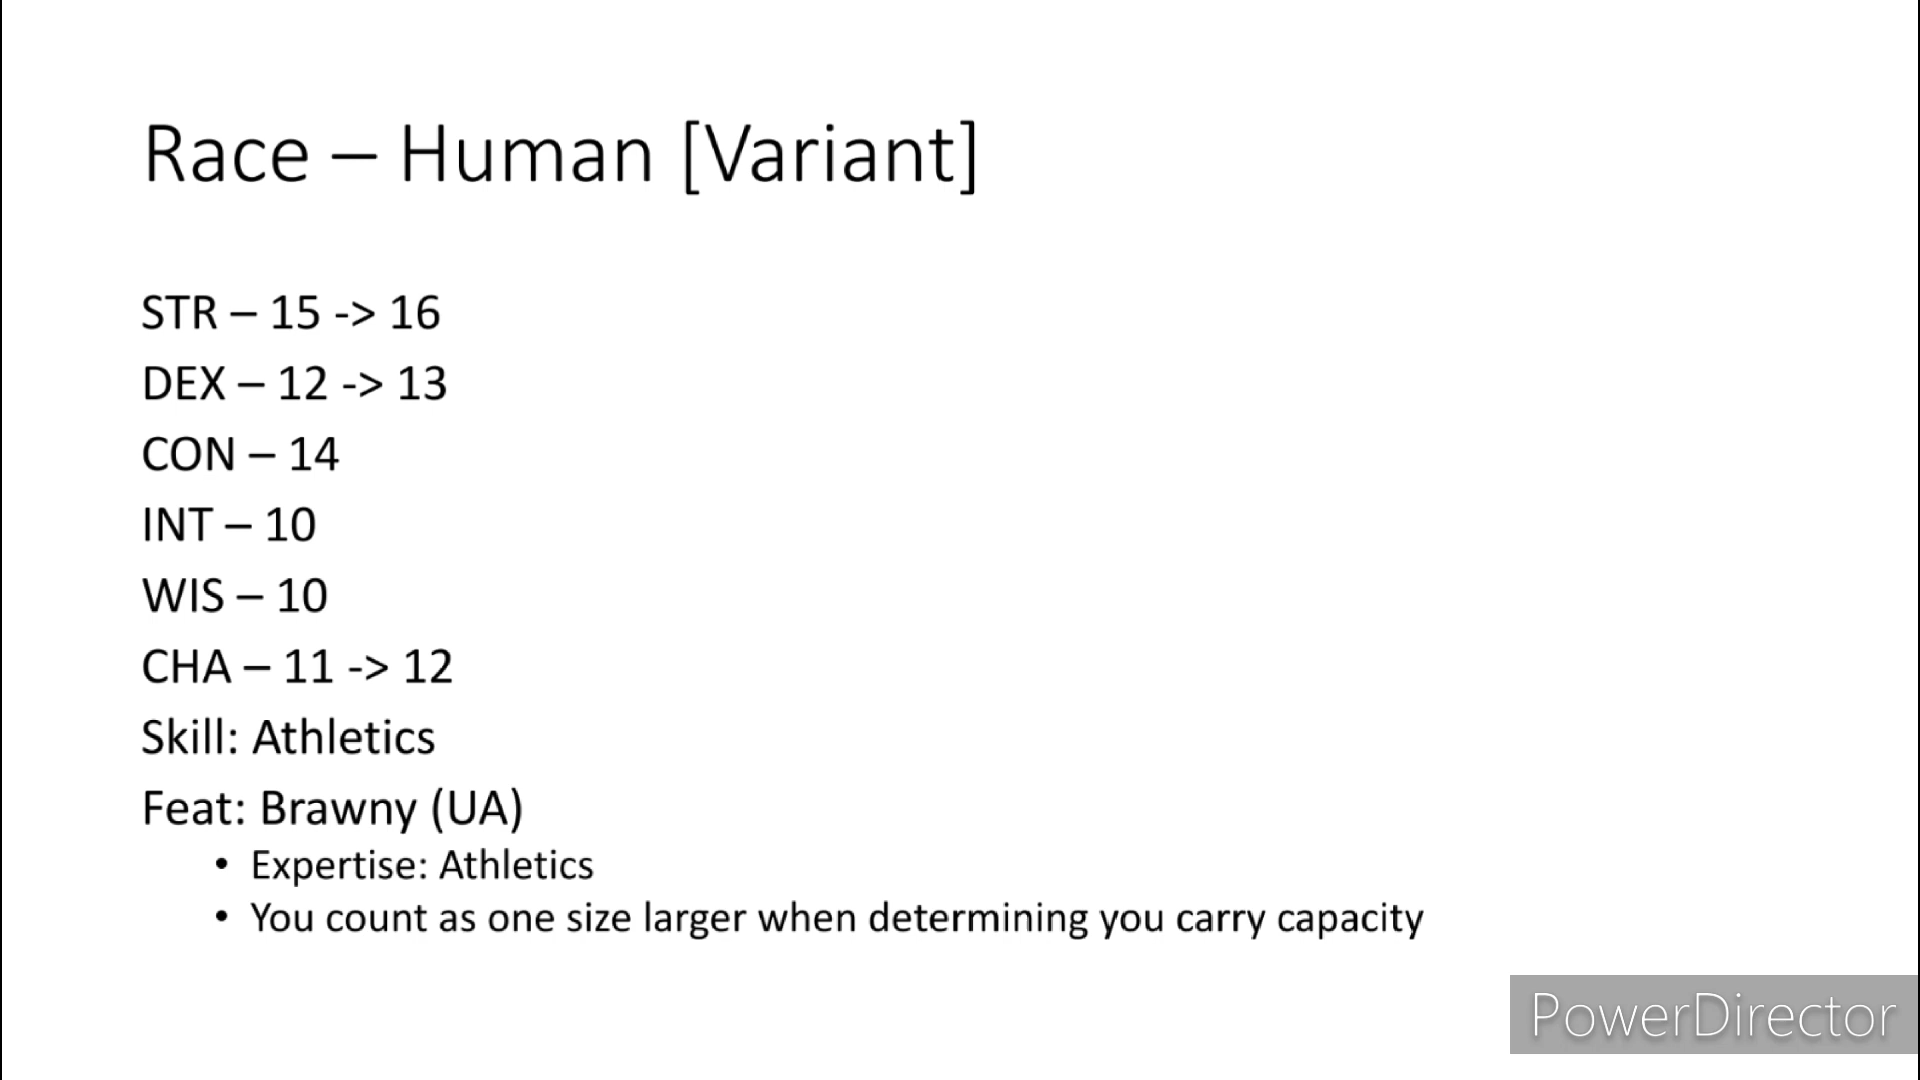 Race – Human [Variant]
STR – 15 -> 16
DEX – 12 -> 13
CON – 14
INT – 10
WIS – 10
CHA – 11 -> 12
Skill: Athletics
Feat: Brawny (UA)
• Expertise: Athletics
• You count as one size larger when determining you carry capacity
PowerDirector